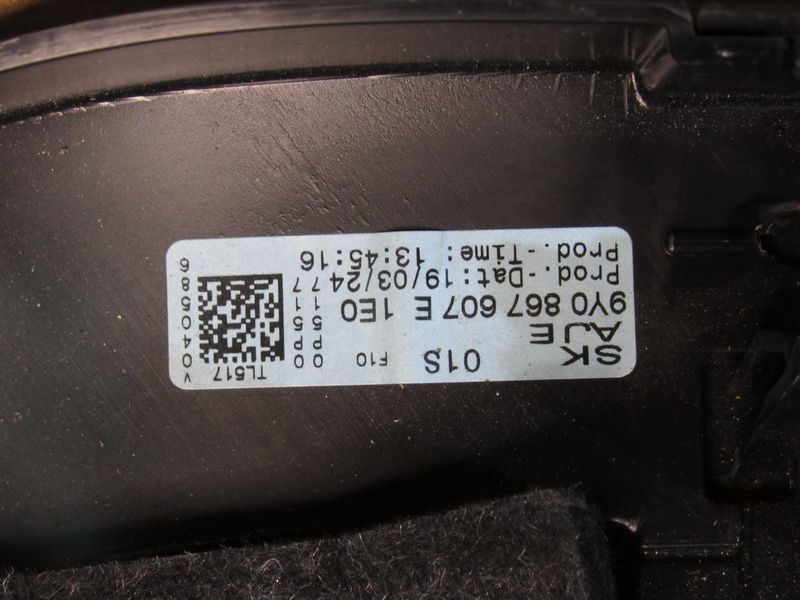 SK 01S F10 TL517
AJE
9Y0 867 607 E 1E0
Prod.-Dat: 19/03/24
Prod.-Time: 13:45:16